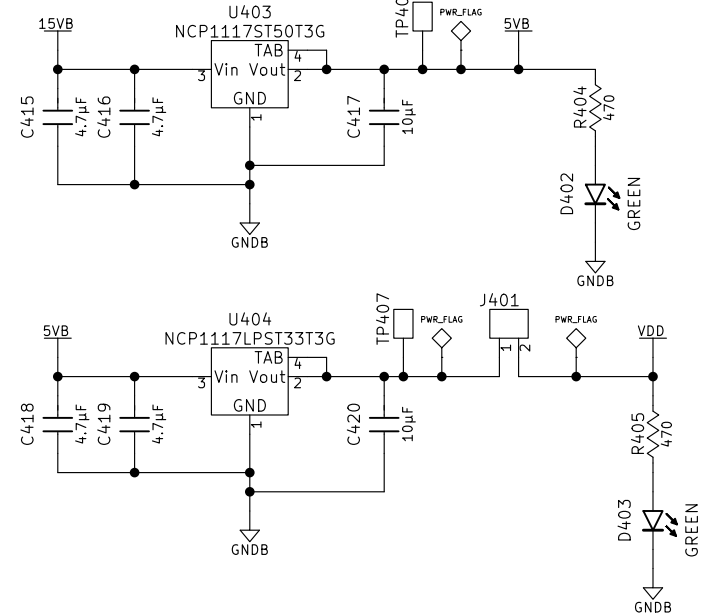 U403
NCP1117ST50T3G
15VB
TAB
4
3
Vin
Vout
2
GND
1
C415
4.7µF
C416
4.7µF
C417
10µF
PWR_FLAG
5VB
R404
470
D402
GREEN
GNDB
GNDB
U404
NCP1117LPST33T3G
5VB
TAB
4
3
Vin
Vout
2
GND
1
C418
4.7µF
C419
4.7µF
C420
10µF
TP407
PWR_FLAG
J401
1
2
PWR_FLAG
VDD
R405
470
D403
GREEN
GNDB
GNDB